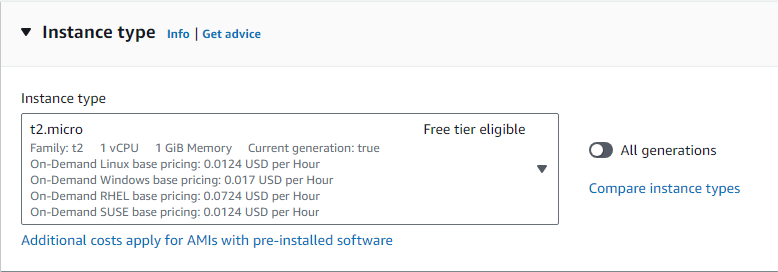 Instance type Info | Get advice
Instance type
t2.micro Free tier eligible
Family: t2 1 vCPU 1 GiB Memory Current generation: true
On-Demand Linux base pricing: 0.0124 USD per Hour
On-Demand Windows base pricing: 0.017 USD per Hour
On-Demand RHEL base pricing: 0.0724 USD per Hour
On-Demand SUSE base pricing: 0.0124 USD per Hour
All generations
Compare instance types
Additional costs apply for AMIs with pre-installed software